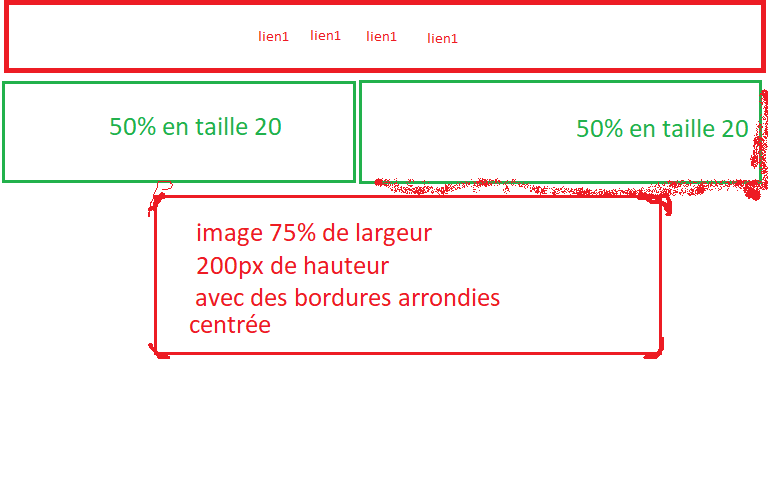 lien1 lien1 lien1 lien1
50% en taille 20
50% en taille 20
image 75% de largeur
200px de hauteur
avec des bordures arrondies
centrée